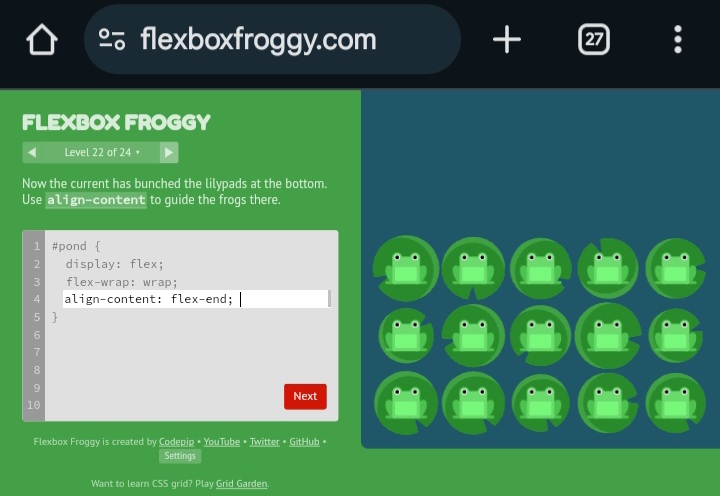 flexboxfroggy.com
27
FLEXBOX FROGGY
Level 22 of 24
Now the current has bunched the lilypads at the bottom.
Use align-content to guide the frogs there.
1 #pond {
2 display: flex;
3 flex-wrap: wrap;
4 align-content: flex-end;
5 }
6
7
8
9
10
Next
Flexbox Froggy is created by Codepip • YouTube • Twitter • GitHub •
Settings
Want to learn CSS grid? Play Grid Garden.